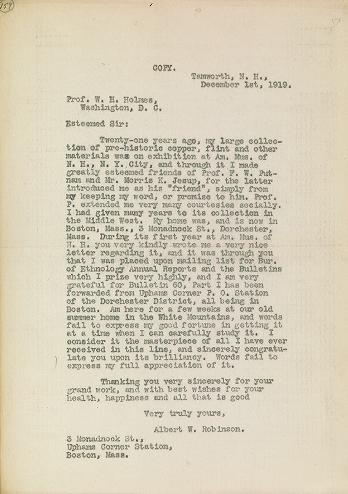 159
COPY.
Tamworth, N. H.,
December 1st, 1919.
Prof. W. H. Holmes,
Washington, D. C.
Esteemed Sir:
Twenty-one years ago, my large collec-
tion of pre-historic copper, flint and other
materials was on exhibition at Am. Mus. of
N. H., N. Y. City, and through it I made
greatly esteemed friends of Prof. F. W. Put-
nam and Mr. Morris K. Jesup, for the latter
introduced me as his "friend", simply from
my keeping my word, or promise to him. Prof.
P. extended me very many courtesies socially.
I had given many years to its collection in
the Middle West. My home was, and is now in
Boston, Mass., 3 Monadnock St., Dorchester,
Mass. During its first year at Am. Mus. of
N. H. you very kindly wrote me a very nice
letter regarding it, and it was through you
that I was placed upon mailing list for Bur.
of Ethnology Annual Reports and the Bulletins
which I prize very highly, and I am very
grateful for Bulletin 60, Part I has been
forwarded from Uphams Corner P. O. Station
of the Dorchester District, all being in
Boston. Am here for a few weeks at our old
summer home in the White Mountains, and words
fail to express my good fortune in getting it
at a time when I can carefully study it. I
consider it the masterpiece of all I have ever
received in this line, and sincerely congratu-
late you upon its brilliancy. Words fail to
express my full appreciation of it.
Thanking you very sincerely for your
grand work, and with best wishes for your
health, happiness and all that is good
Very truly yours,
Albert W. Robinson.
3 Monadnock St.,
Uphams Corner Station,
Boston, Mass.